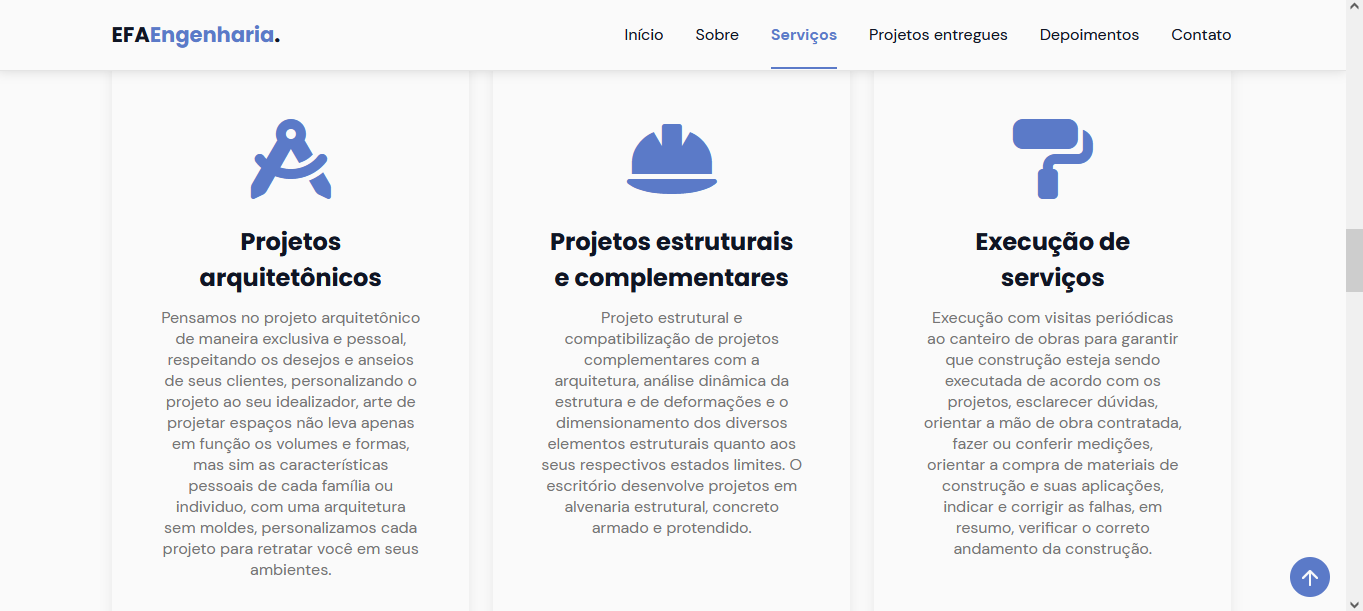 EFAEngenharia.
Início
Sobre
Serviços
Projetos entregues
Depoimentos
Contato
Projetos
arquitetônicos
Pensamos no projeto arquitetônico
de maneira exclusiva e pessoal,
respeitando os desejos e anseios
de seus clientes, personalizando o
projeto ao seu idealizador, arte de
projetar espaços não leva apenas
em função os volumes e formas,
mas sim as características
pessoais de cada família ou
individuo, com uma arquitetura
sem moldes, personalizamos cada
projeto para retratar você em seus
ambientes.
Projetos estruturais
e complementares
Projeto estrutural e
compatibilização de projetos
complementares com a
arquitetura, análise dinâmica da
estrutura e de deformações e o
dimensionamento dos diversos
elementos estruturais quanto aos
seus respectivos estados limites. O
escritório desenvolve projetos em
alvenaria estrutural, concreto
armado e protendido.
Execução de
serviços
Execução com visitas periódicas
ao canteiro de obras para garantir
que construção esteja sendo
executada de acordo com os
projetos, esclarecer dúvidas,
orientar a mão de obra contratada,
fazer ou conferir medições,
orientar a compra de materiais de
construção e suas aplicações,
indicar e corrigir as falhas, em
resumo, verificar o correto
andamento da construção.